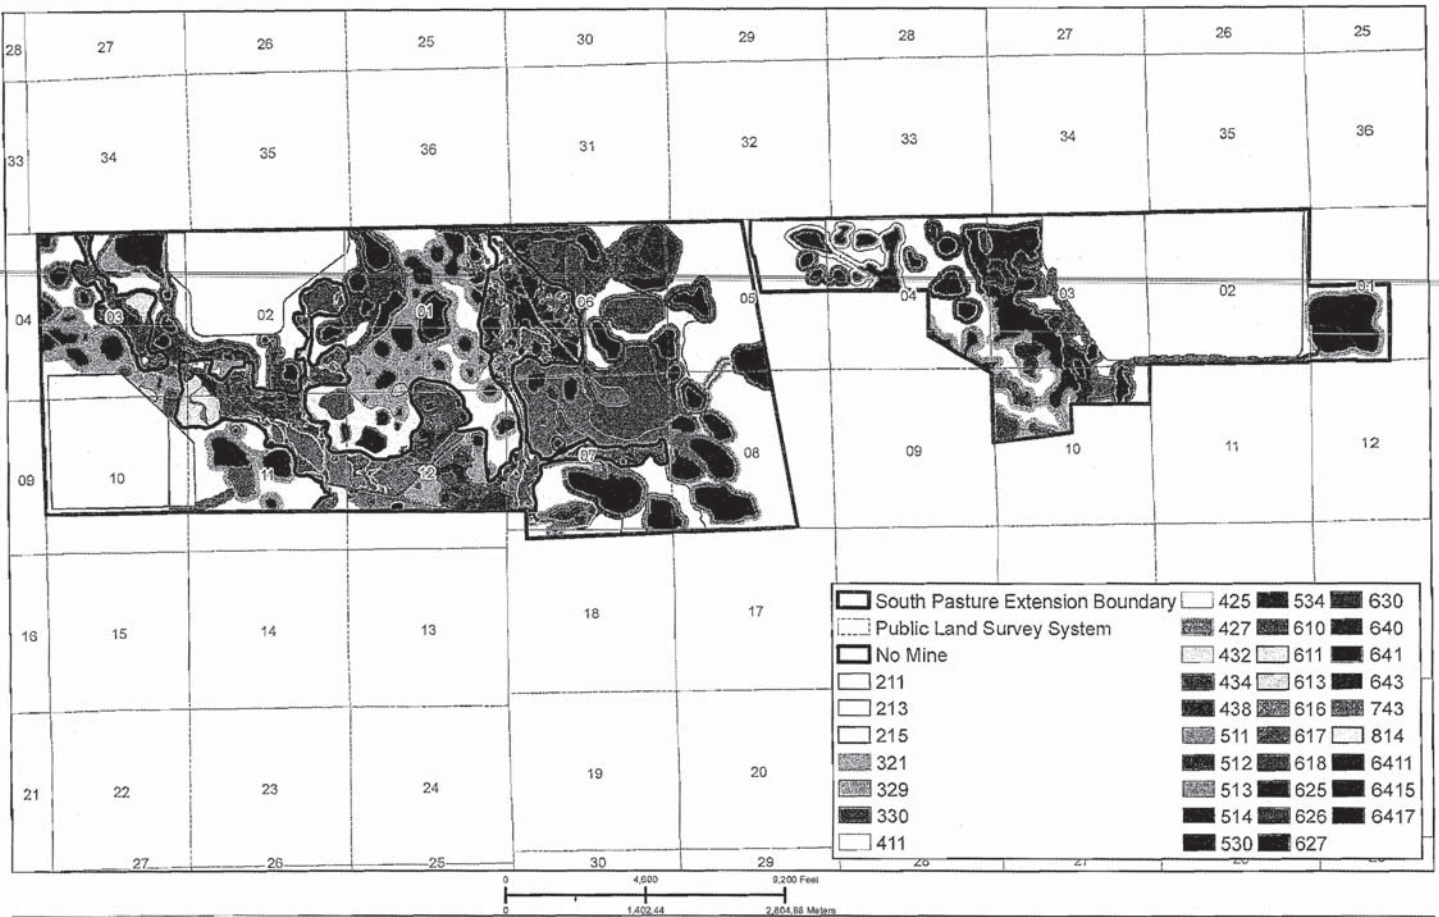 28 27 26 25 30 29 28 27 26 25
33 34 35 36 31 32 33 34 35 36
04 03 02 01 06 05 04 03 02 01
09 10 11 12 07 08 09 10 11 12
16 15 14 13 18 17
21 22 23 24 19 20
27 26 25 30 29
South Pasture Extension Boundary
Public Land Survey System
No Mine
211
213
215
321
329
330
411
425 534 630
427 610 640
432 611 641
434 613 643
438 616 743
511 617 814
512 618 6411
513 625 6415
514 626 6417
530 627
0 4,600 9,200 Feet
0 1,402.44 2,804.88 Meters